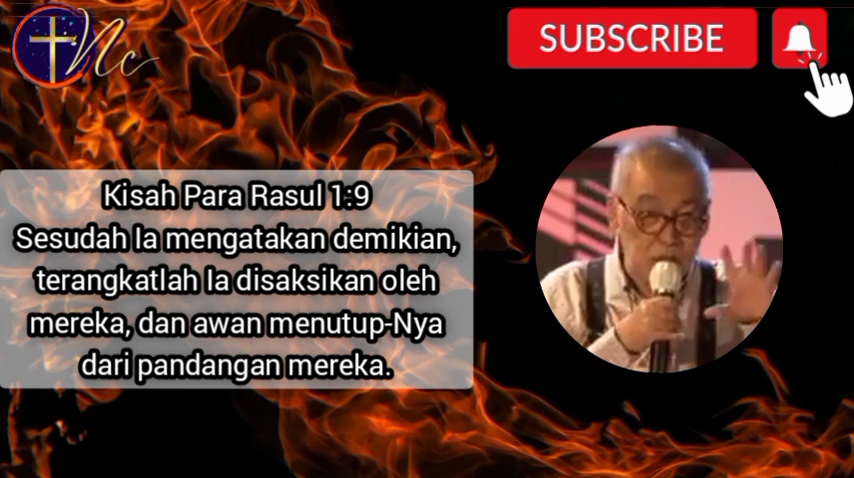 Nc
SUBSCRIBE
Kisah Para Rasul 1:9
Sesudah Ia mengatakan demikian,
terangkatlah Ia disaksikan oleh
mereka, dan awan menutup-Nya
dari pandangan mereka.